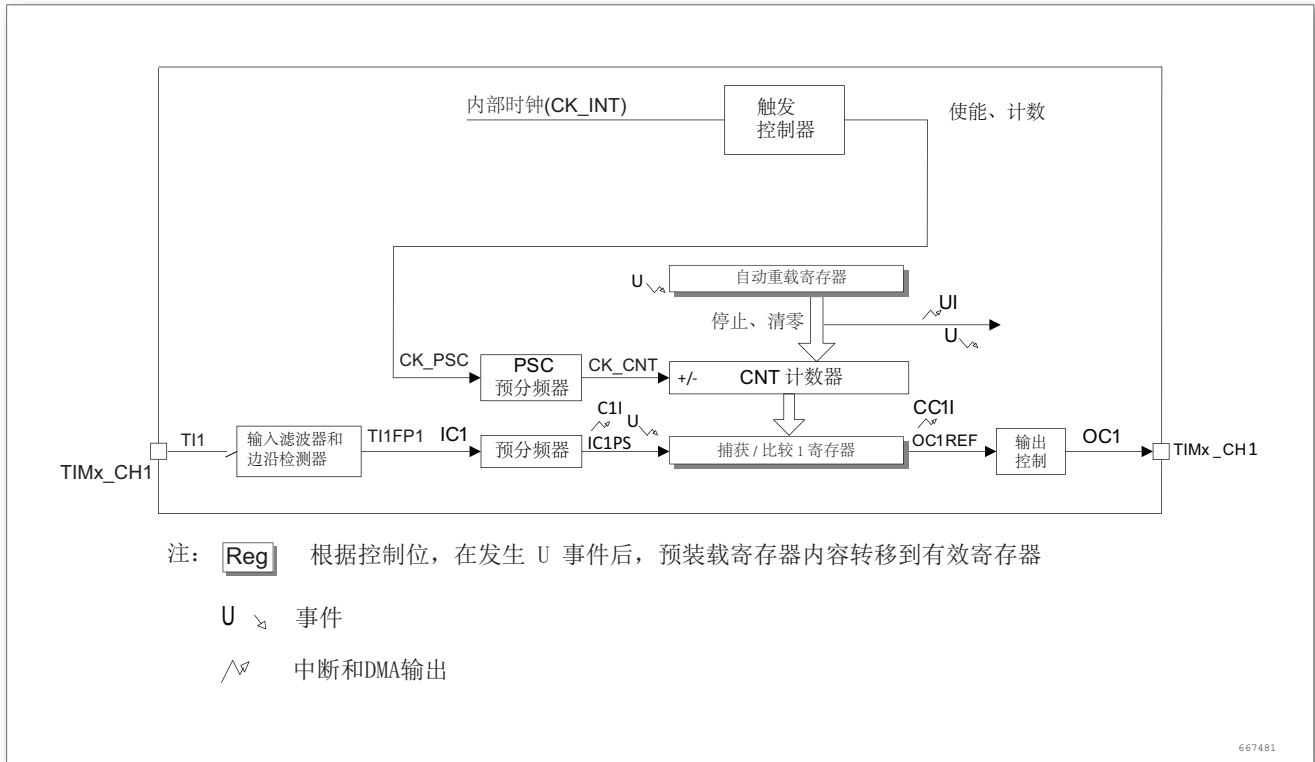 内部时钟(CK_INT)
触发
控制器
使能、计数
U
自动重载寄存器
停止、清零
UI
U
CK_PSC
PSC
预分频器
CK_CNT
+/-
CNT 计数器
TIMx_CH1
TI1
输入滤波器和
边沿检测器
TI1FP1
IC1
预分频器
C1I
U
IC1PS
捕获 / 比较 1 寄存器
CC1I
OC1REF
输出
控制
OC1
TIMx _CH1
注: Reg 根据控制位，在发生 U 事件后，预装载寄存器内容转移到有效寄存器
U 事件
中断和DMA输出
667481